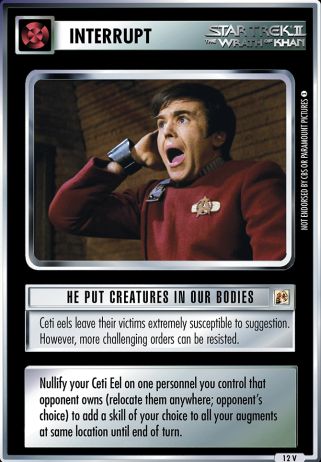 INTERRUPT
STAR TREK II
THE WRATH OF KHAN
NOT ENDORSED BY CBS OR PARAMOUNT PICTURES
HE PUT CREATURES IN OUR BODIES
Ceti eels leave their victims extremely susceptible to suggestion.
However, more challenging orders can be resisted.
Nullify your Ceti Eel on one personnel you control that
opponent owns (relocate them anywhere; opponent's
choice) to add a skill of your choice to all your augments
at same location until end of turn.
12 V